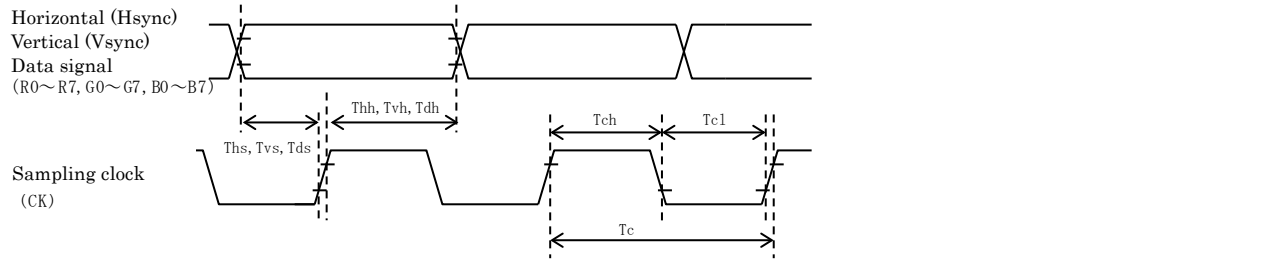 Horizontal (Hsync)
Vertical (Vsync)
Data signal
(R0～R7, G0～G7, B0～B7)
Thh, Tvh, Tdh
Tch
Tcl
Ths, Tvs, Tds
Sampling clock
(CK)
Tc